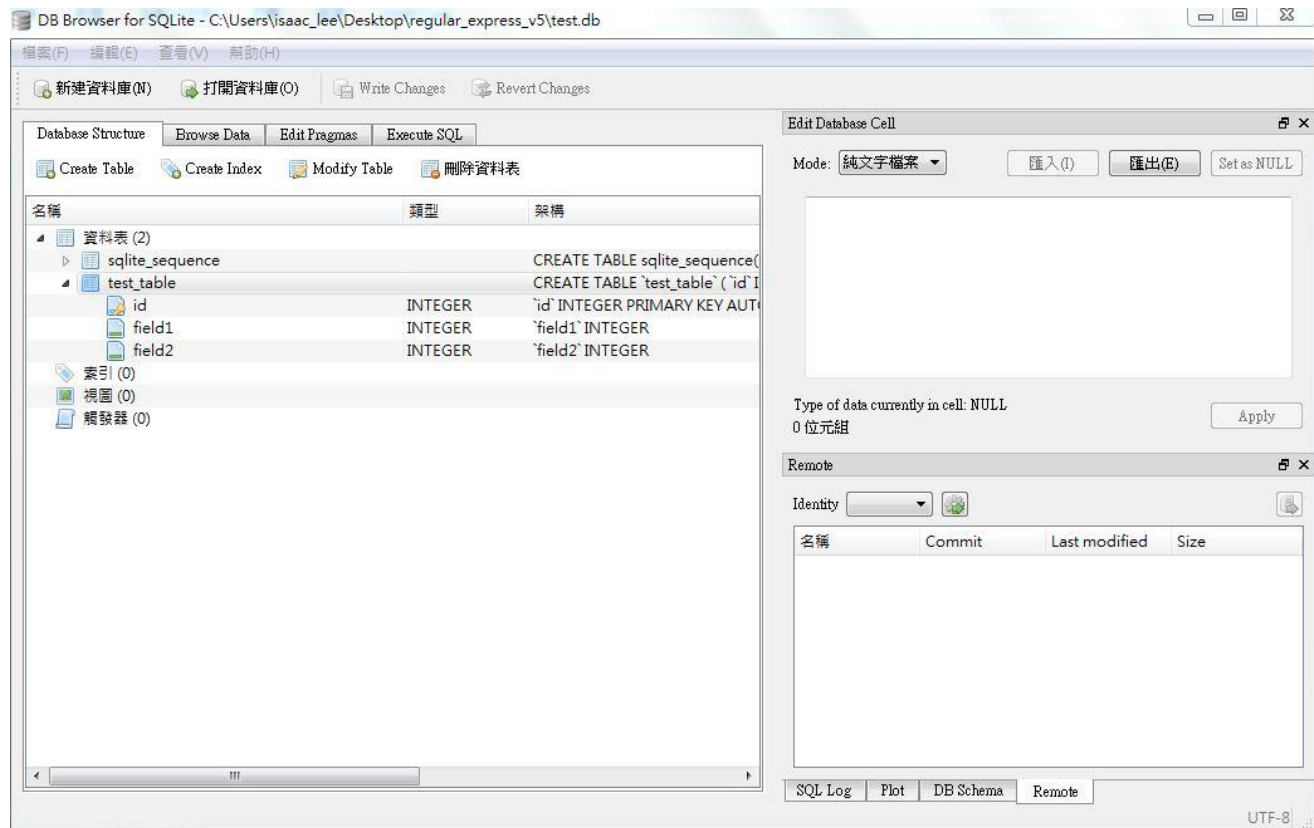 DB Browser for SQLite - C:\Users\isaac_lee\Desktop\regular_express_v5\test.db
檔案(F) 編輯(E) 查看(V) 幫助(H)
新建資料庫(N) 打開資料庫(O) Write Changes Revert Changes
Database Structure Browse Data Edit Pragmas Execute SQL
Create Table Create Index Modify Table 刪除資料表
名稱 類型 架構
資料表 (2)
sqlite_sequence CREATE TABLE sqlite_sequence(
test_table CREATE TABLE `test_table` ( `id` I
id INTEGER `id` INTEGER PRIMARY KEY AUT
field1 INTEGER `field1` INTEGER
field2 INTEGER `field2` INTEGER
索引 (0)
視圖 (0)
觸發器 (0)
Edit Database Cell
Mode: 純文字檔案 匯入(I) 匯出(E) Set as NULL
Type of data currently in cell: NULL
0 位元組
Apply
Remote
Identity
名稱 Commit Last modified Size
SQL Log Plot DB Schema Remote
UTF-8